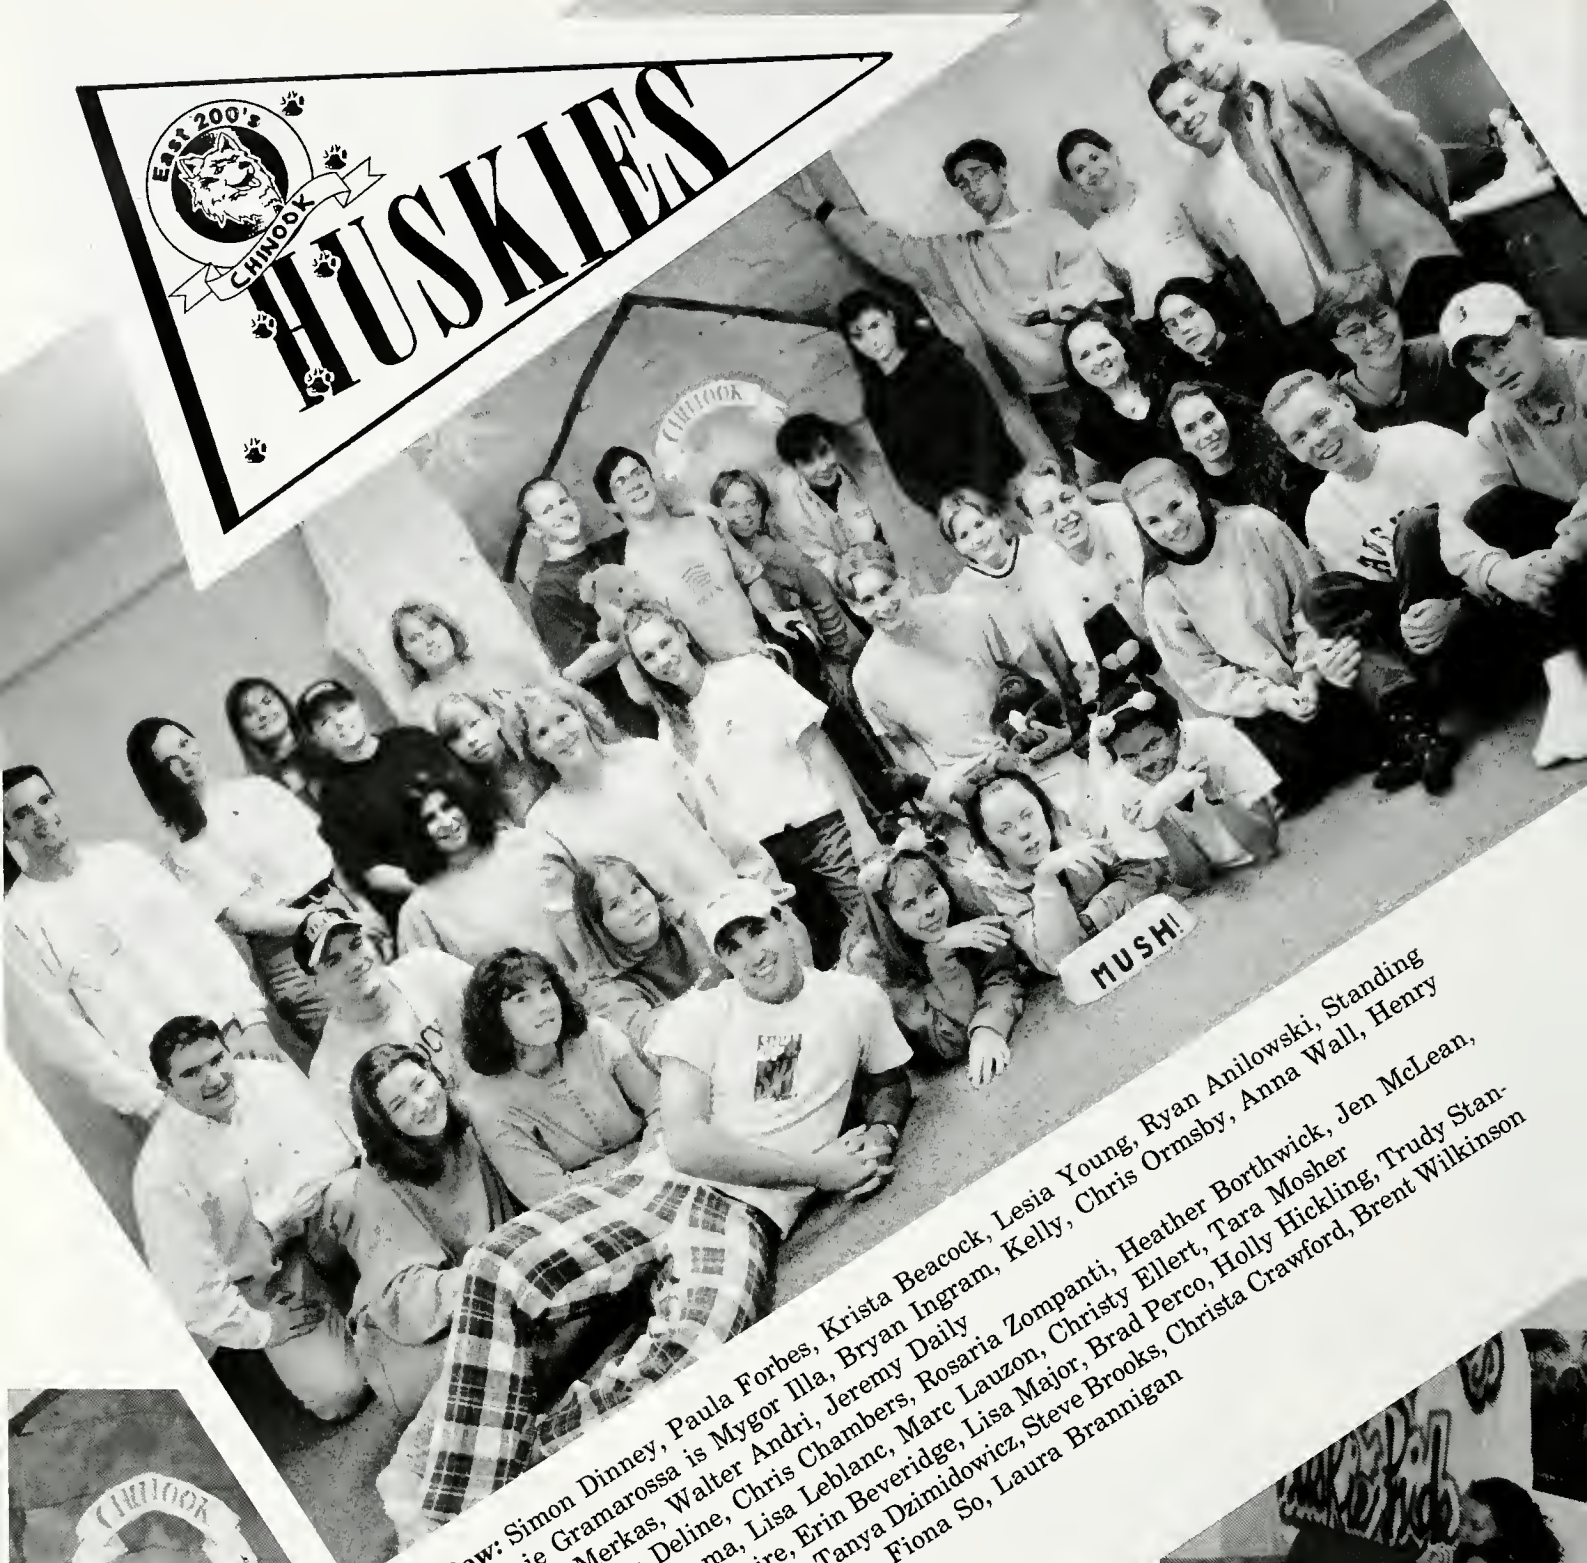 East 200's
CHINOOK
HUSKIES
CHINOOK
MUSH!
Simon Dinney, Paula Forbes, Krista Beacock, Lesia Young, Ryan Anilowski, Standing
Gramarossa is Mygor Illa, Bryan Ingram, Kelly, Chris Ormsby, Anna Wall, Henry
Merkas, Walter Andri, Jeremy Daily
Deline, Chris Chambers, Rosaria Zompanti, Heather Borthwick, Jen McLean,
Lisa Leblanc, Marc Lauzon, Christy Ellert, Tara Mosher
Erin Beveridge, Lisa Major, Brad Perco, Holly Hickling, Trudy Stan-
Tanya Dzimidowicz, Steve Brooks, Christa Crawford, Brent Wilkinson
Fiona So, Laura Brannigan
CHINOOK